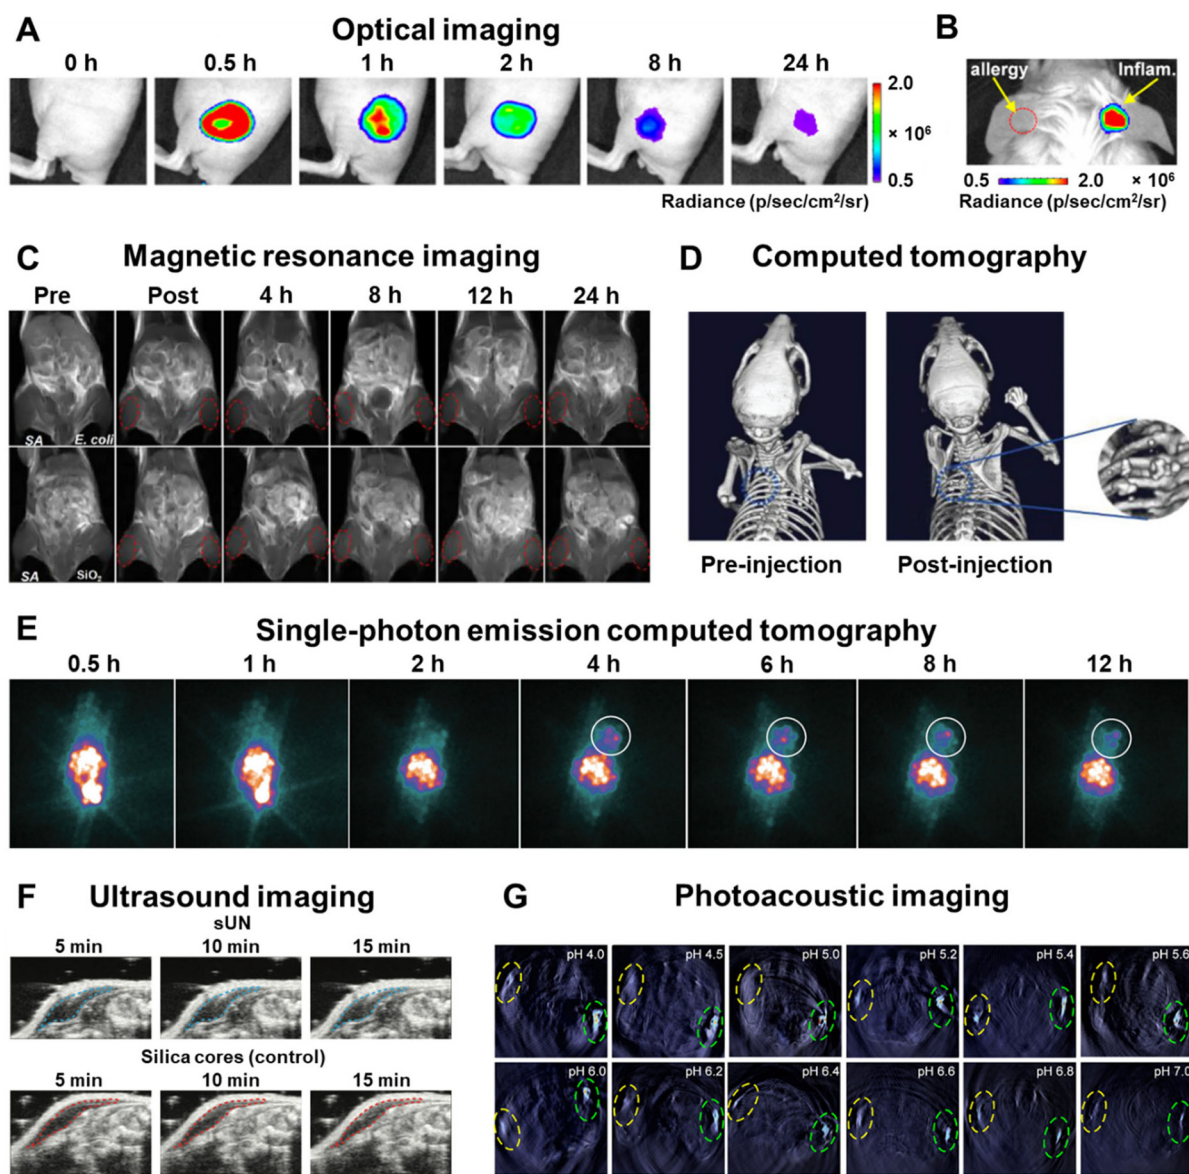 A Optical imaging
0 h 0.5 h 1 h 2 h 8 h 24 h
2.0
× 10⁶
0.5
Radiance (p/sec/cm²/sr)
B
allergy Inflam.
0.5 2.0 × 10⁶
Radiance (p/sec/cm²/sr)
C Magnetic resonance imaging
Pre Post 4 h 8 h 12 h 24 h
SA E. coli
SA SiO₂
D Computed tomography
Pre-injection Post-injection
E Single-photon emission computed tomography
0.5 h 1 h 2 h 4 h 6 h 8 h 12 h
F Ultrasound imaging
sUN
5 min 10 min 15 min
Silica cores (control)
5 min 10 min 15 min
G Photoacoustic imaging
pH 4.0 pH 4.5 pH 5.0 pH 5.2 pH 5.4 pH 5.6
pH 6.0 pH 6.2 pH 6.4 pH 6.6 pH 6.8 pH 7.0